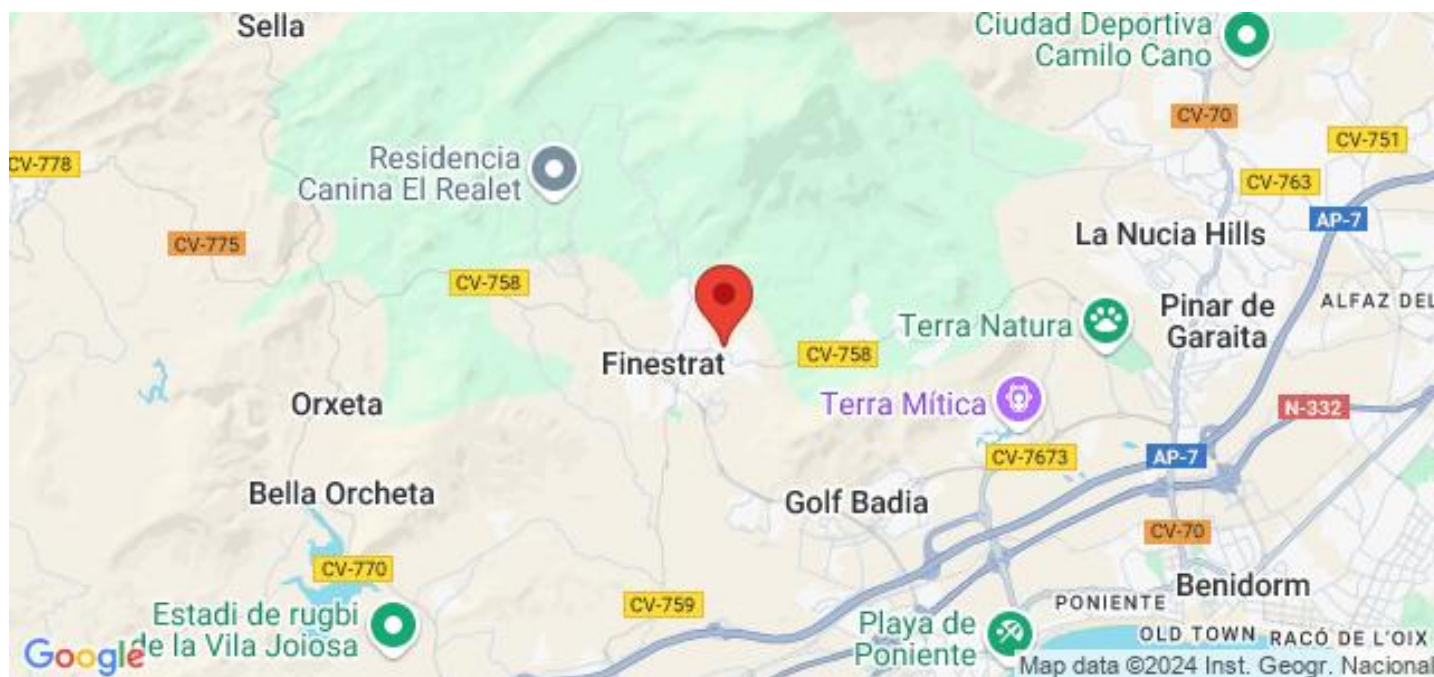 Sella
Ciudad Deportiva
Camilo Cano
CV-70
CV-751
CV-778
Residencia
Canina El Realet
CV-763
AP-7
CV-775
La Nucia Hills
CV-758
Terra Natura
Pinar de
Garaita
ALFAZ DEL
Finestrat
CV-758
Orxeta
Terra Mítica
N-332
CV-7673
AP-7
Bella Orcheta
Golf Badia
CV-70
CV-770
Benidorm
CV-759
PONIENTE
Estadi de rugbi
de la Vila Joiosa
Playa de
Poniente
OLD TOWN
RACÓ DE L'OIX
Google
Map data ©2024 Inst. Geogr. Nacional